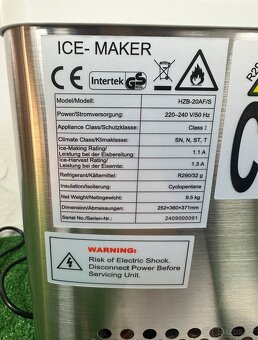 ICE- MAKER
CE Intertek
Model/Modell: HZB-20AF/S
Power/Stromversorgung: 220-240 V/50 Hz
Appliance Class/Schutzklasse: Class I
Climate Class/Klimaklasse: SN, N, ST, T
Ice-Making Rating/
Leistung bei der Eisbereitung: 1.1 A
Ice-Harvest Rating/
Leistung bei der Eisernte: 1.3 A
Refrigerant/Kältemittel: R290/32 g
Insulation/Isolierung: Cyclopentane
Net Weight/Nettogewicht: 9.5 kg
Dimension/Abmessungen: 252×360×371mm
Serial No./Serien-Nr.: 2409000091
WARNING:
Risk of Electric Shock.
Disconnect Power Before
Servicing Unit.